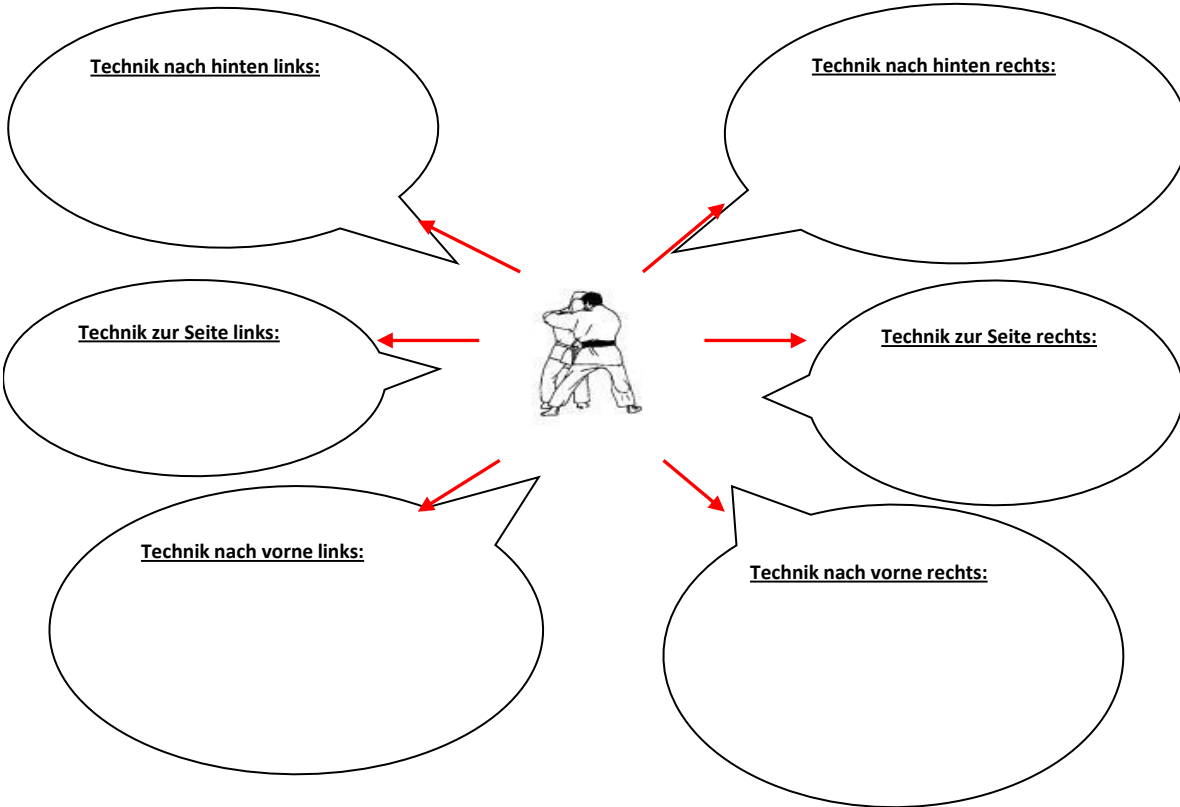 Technik nach hinten links:
Technik nach hinten rechts:
Technik zur Seite links:
Technik zur Seite rechts:
Technik nach vorne links:
Technik nach vorne rechts: